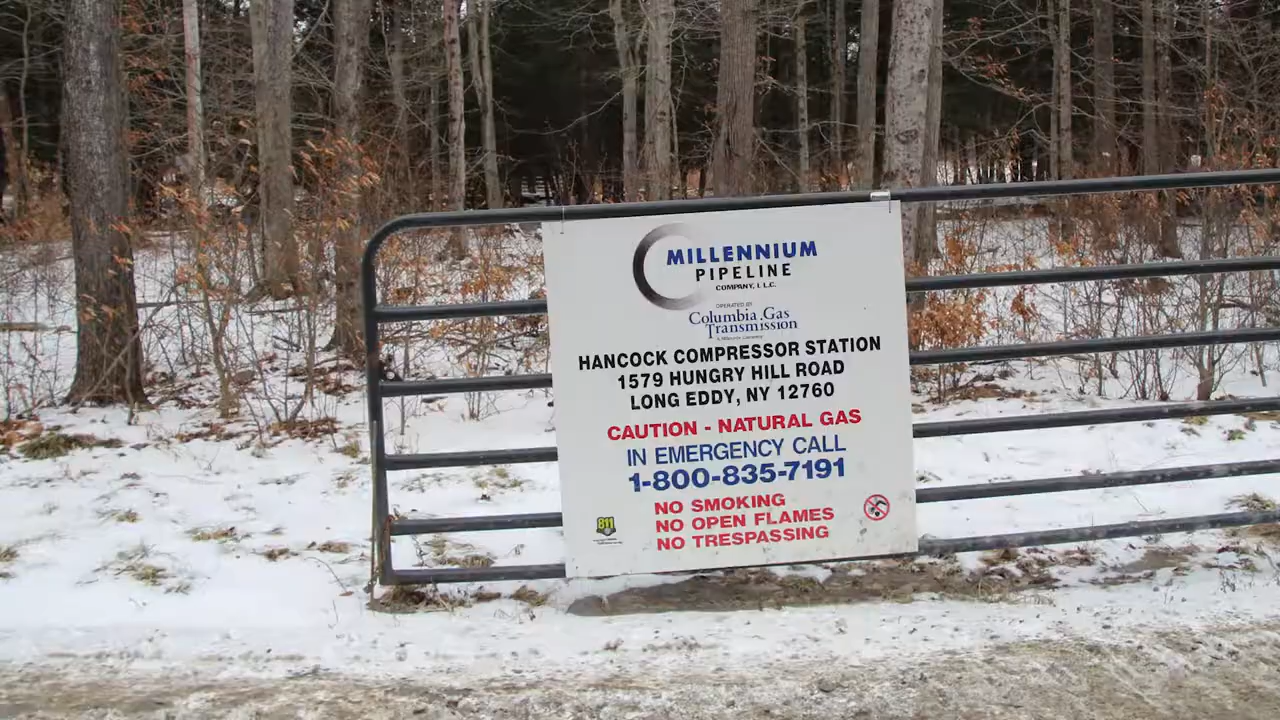 MILLENNIUM
PIPELINE
COMPANY, L.L.C.
OPERATED BY
Columbia Gas
Transmission
HANCOCK COMPRESSOR STATION
1579 HUNGRY HILL ROAD
LONG EDDY, NY 12760
CAUTION - NATURAL GAS
IN EMERGENCY CALL
1-800-835-7191
NO SMOKING
NO OPEN FLAMES
NO TRESPASSING
811